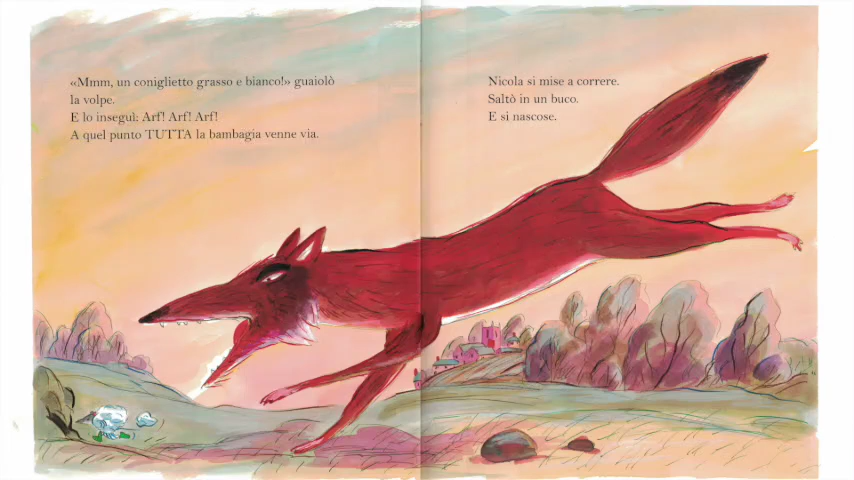 «Mmm, un coniglietto grasso e bianco!» guaiolò
la volpe.
E lo inseguì: Arf! Arf! Arf!
A quel punto TUTTA la bambagia venne via.
Nicola si mise a correre.
Saltò in un buco.
E si nascose.